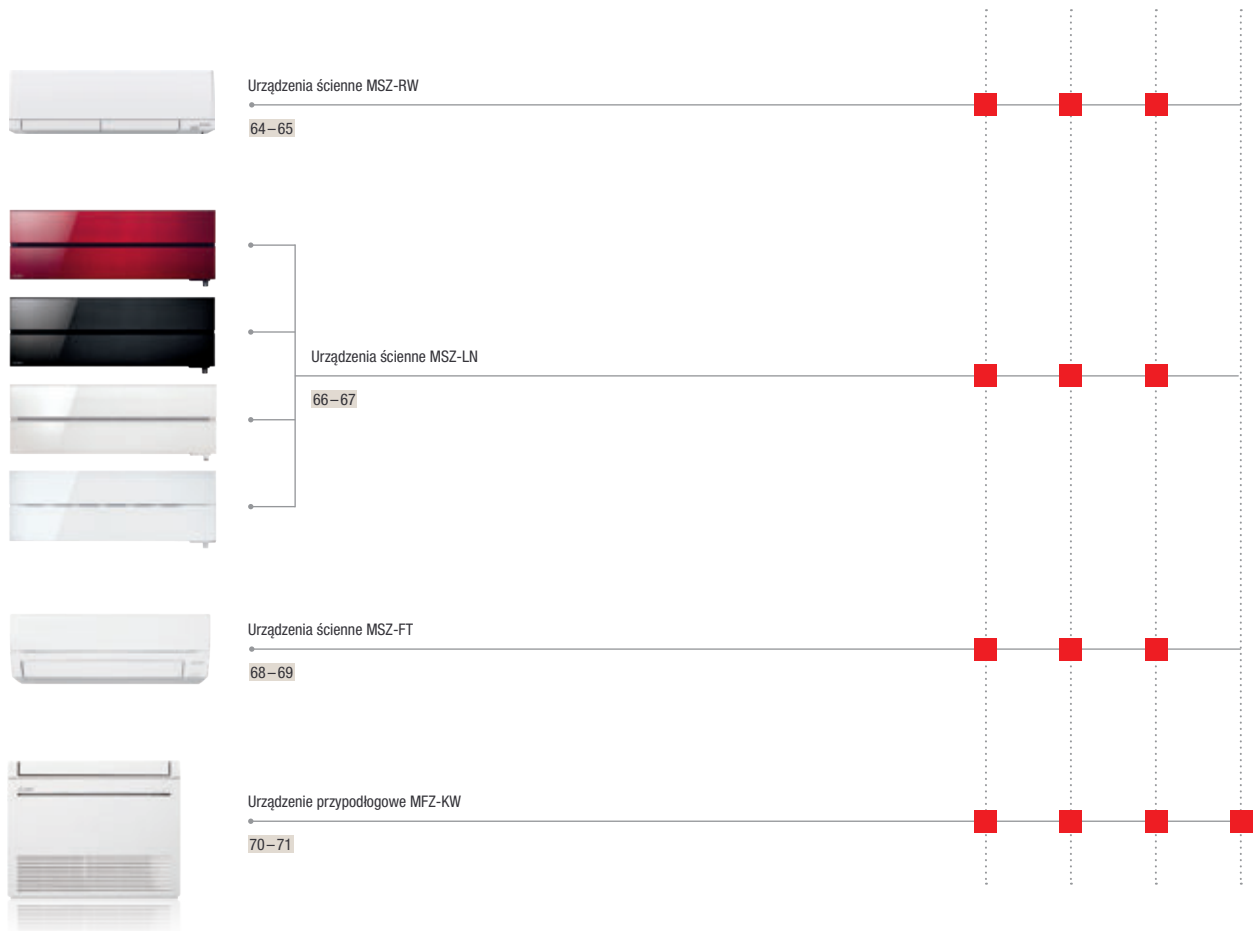 Urządzenia ścienne MSZ-RW
64–65
Urządzenia ścienne MSZ-LN
66–67
Urządzenia ścienne MSZ-FT
68–69
Urządzenie przypodłogowe MFZ-KW
70–71